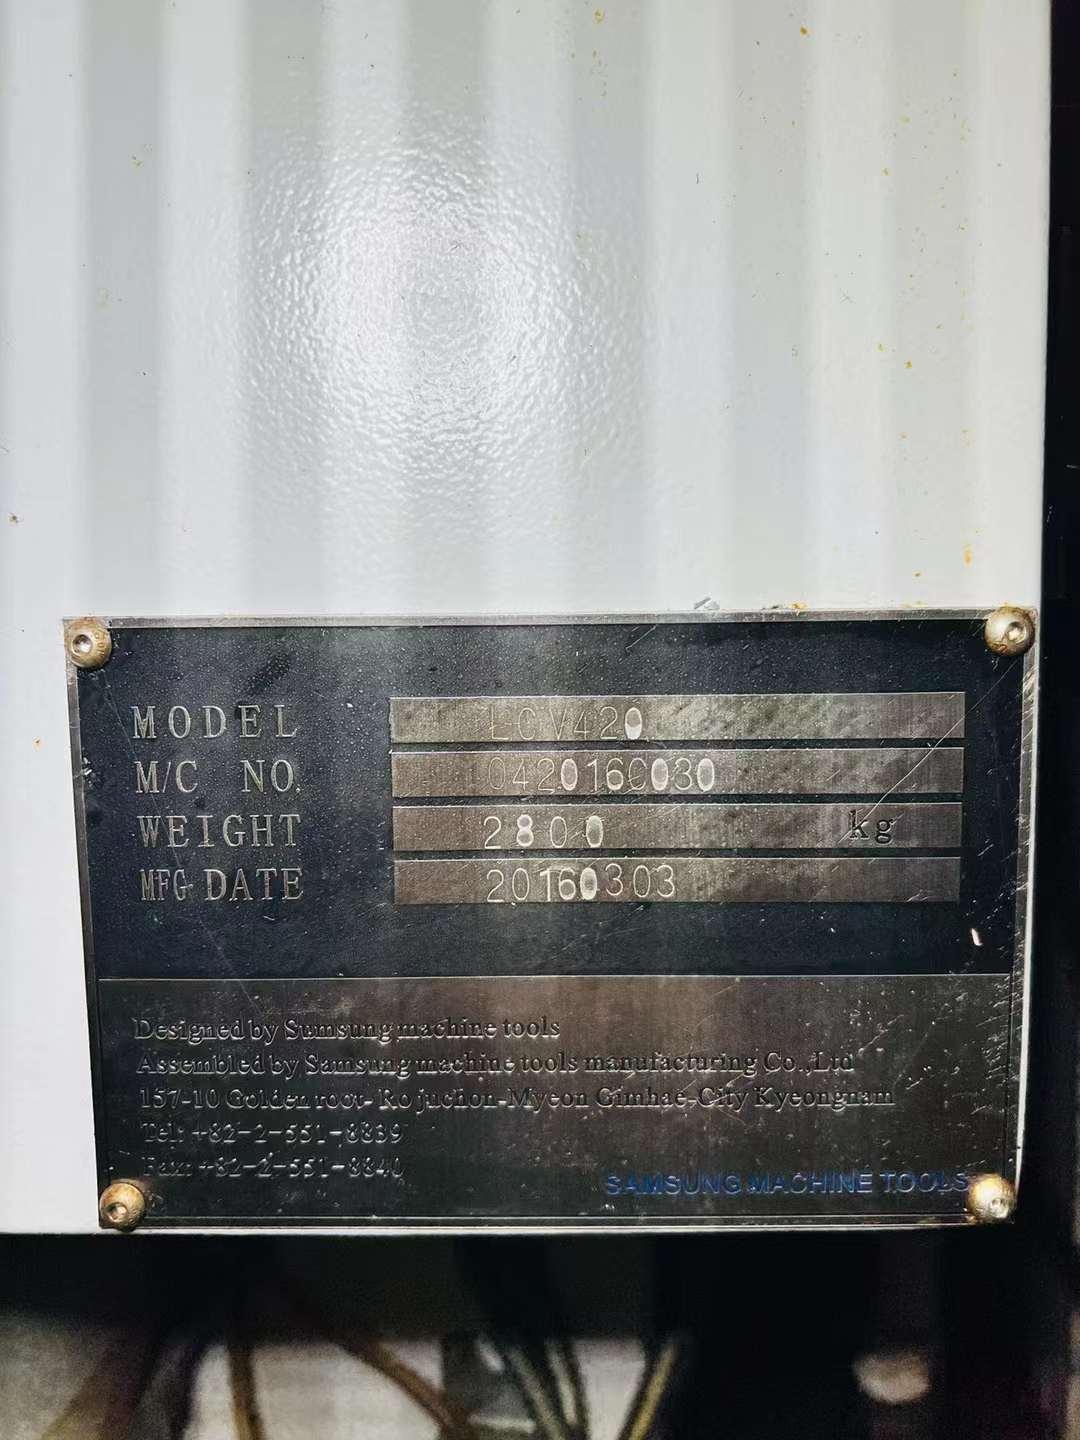 MODEL LCV420
M/C NO. 0420160030
WEIGHT 2800 kg
MFG DATE 20160303
Designed by Sumsung machine tools
Assembled by Samsung machine tools manufacturing Co.,Ltd
157-10 Golden root- Ro juchon-Myeon Gimhae-City Kyeongnam
Tel: +82-2-551-8839
Fax: +82-2-551-8840
SAMSUNG MACHINE TOOLS